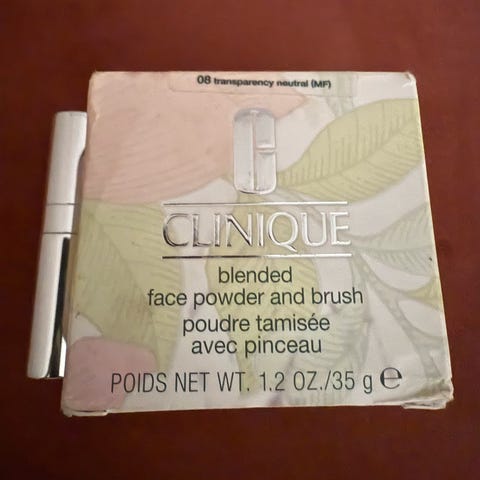 08 transparency neutral (MF)
CLINIQUE
blended
face powder and brush
poudre tamisée
avec pinceau
POIDS NET WT. 1.2 OZ./35 g ℮